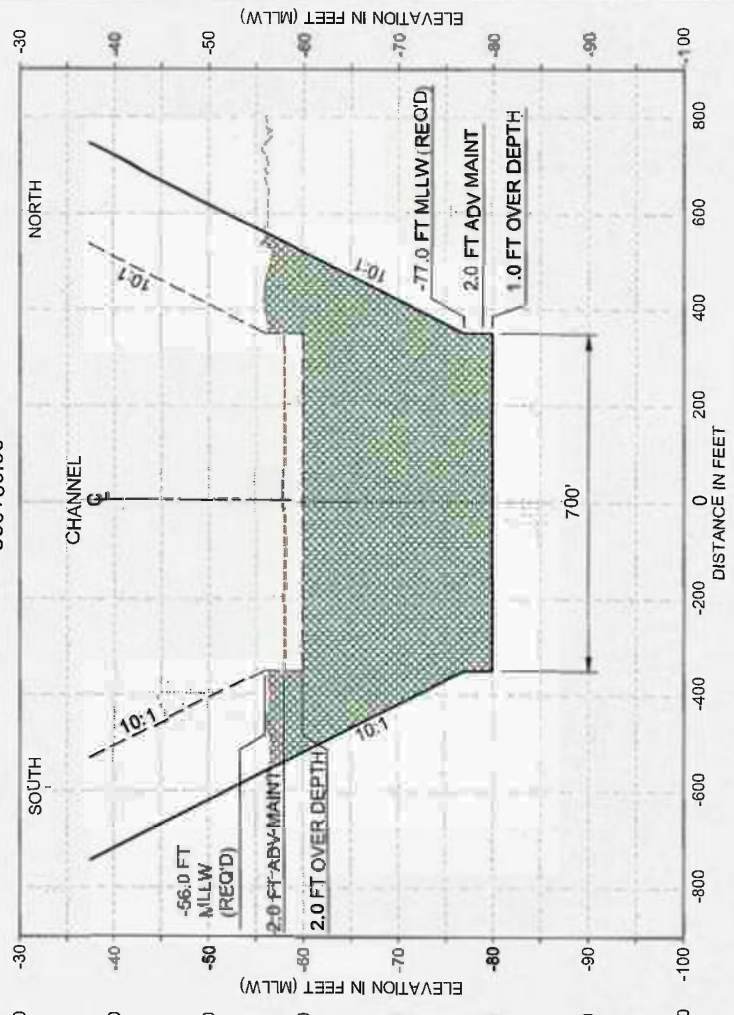 SOUTH
NORTH
CHANNEL
C
L
ELEVATION IN FEET (MLLW)
-30
-40
-50
-60
-70
-80
-90
-100
ELEVATION IN FEET (MLLW)
-30
-40
-50
-60
-70
-80
-90
-100
10:1
10:1
10:1
10:1
-56.0 FT
MLLW
(REQ'D)
2.0 FT ADV MAINT
2.0 FT OVER DEPTH
-77.0 FT MLLW (REQ'D)
2.0 FT ADV MAINT
1.0 FT OVER DEPTH
700'
-800
-600
-400
-200
0
200
400
600
800
DISTANCE IN FEET